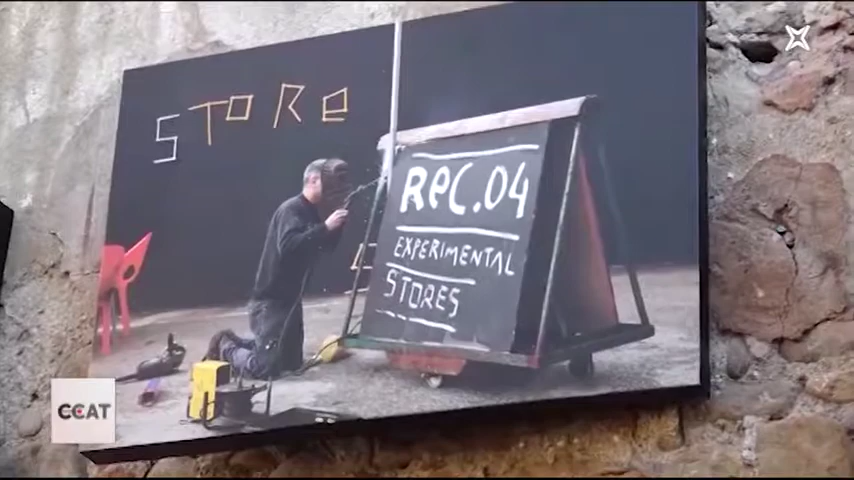 STORe
ReC.04
EXPERIMENTAL
STORES
CCAT